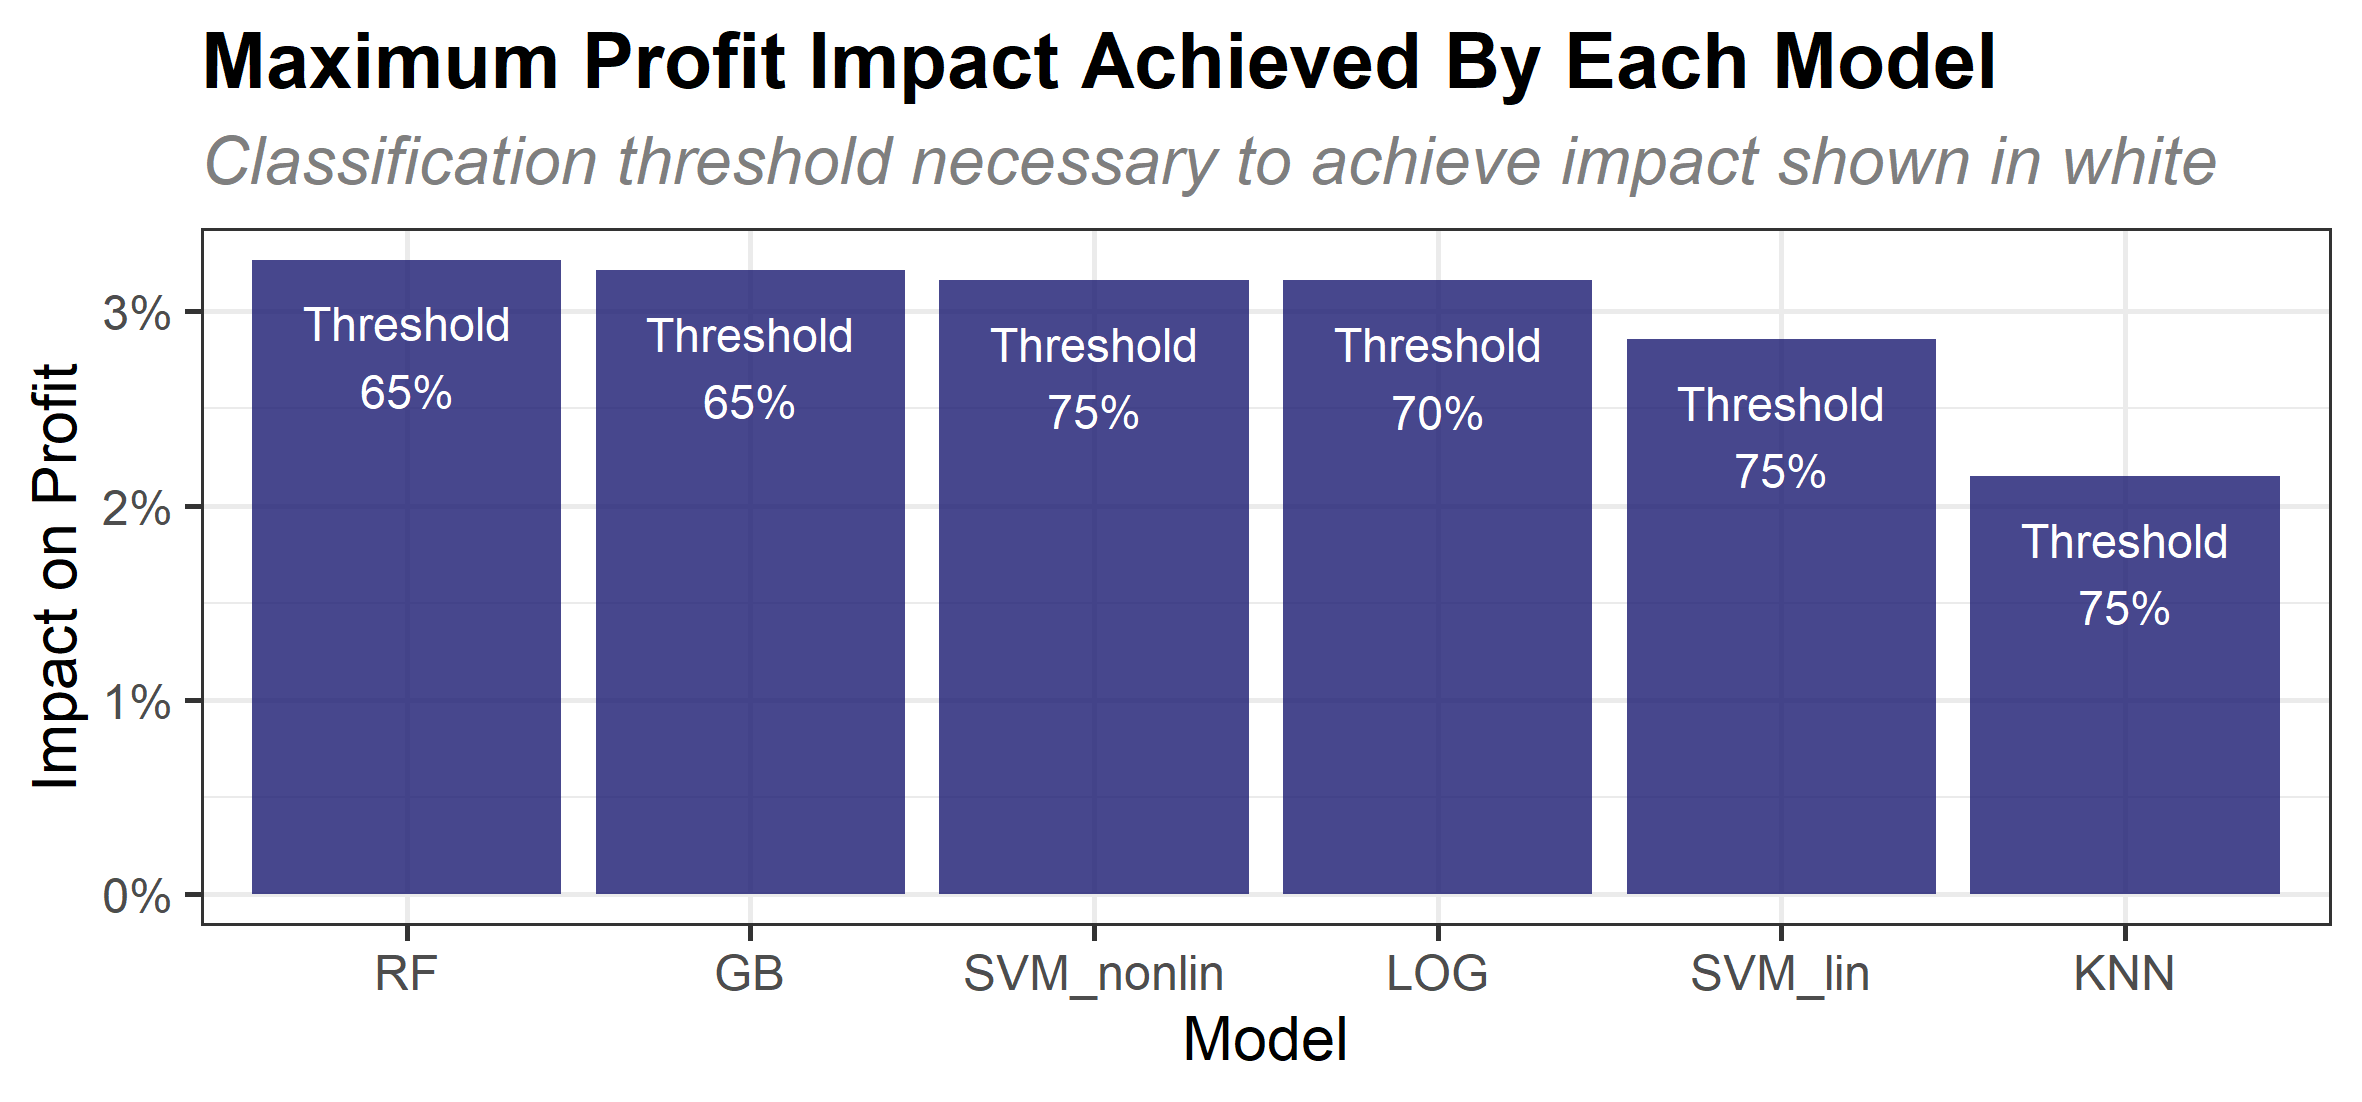 Maximum Profit Impact Achieved By Each Model
Classification threshold necessary to achieve impact shown in white
Impact on Profit
3%
2%
1%
0%
Threshold
65%
Threshold
65%
Threshold
75%
Threshold
70%
Threshold
75%
Threshold
75%
RF
GB
SVM_nonlin
LOG
SVM_lin
KNN
Model